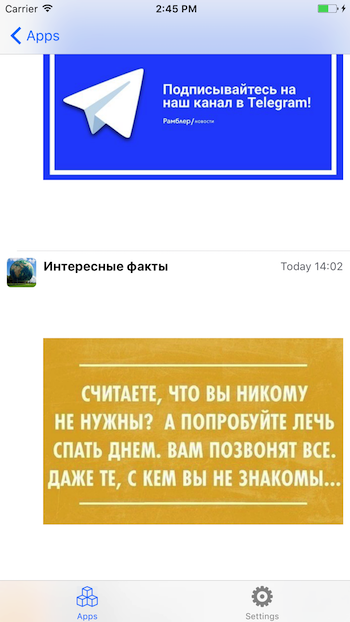 Carrier 2:45 PM
Apps
Подписывайтесь на
наш канал в Telegram!
Рамблер/новости
Интересные факты Today 14:02
СЧИТАЕТЕ, ЧТО ВЫ НИКОМУ
НЕ НУЖНЫ? А ПОПРОБУЙТЕ ЛЕЧЬ
СПАТЬ ДНЕМ. ВАМ ПОЗВОНЯТ ВСЕ.
ДАЖЕ ТЕ, С КЕМ ВЫ НЕ ЗНАКОМЫ...
Apps Settings